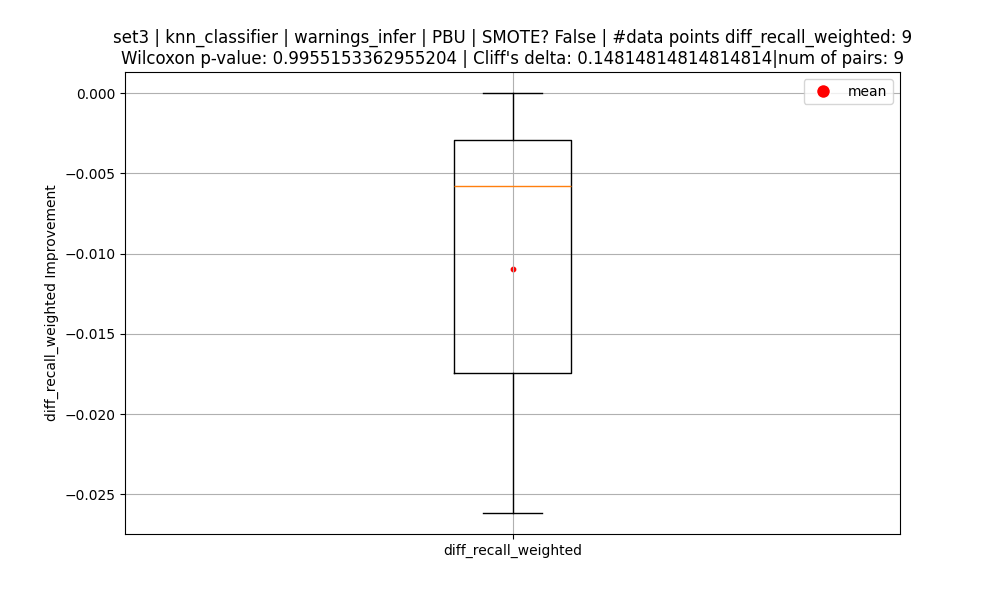 set3 | knn_classifier | warnings_infer | PBU | SMOTE? False | #data points diff_recall_weighted: 9
Wilcoxon p-value: 0.9955153362955204 | Cliff's delta: 0.14814814814814814|num of pairs: 9
mean
0.000
−0.005
−0.010
−0.015
−0.020
−0.025
diff_recall_weighted Improvement
diff_recall_weighted